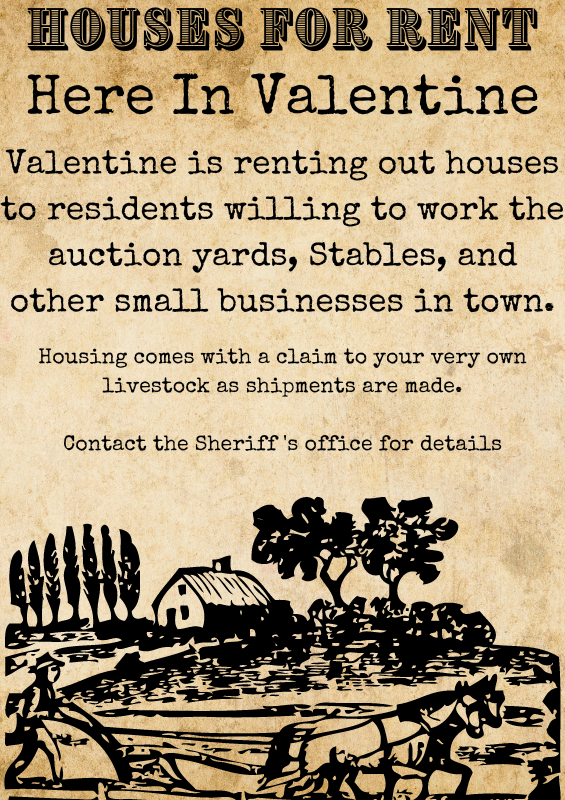 HOUSES FOR RENT
Here In Valentine
Valentine is renting out houses
to residents willing to work the
auction yards, Stables, and
other small businesses in town.
Housing comes with a claim to your very own
livestock as shipments are made.
Contact the Sheriff's office for details